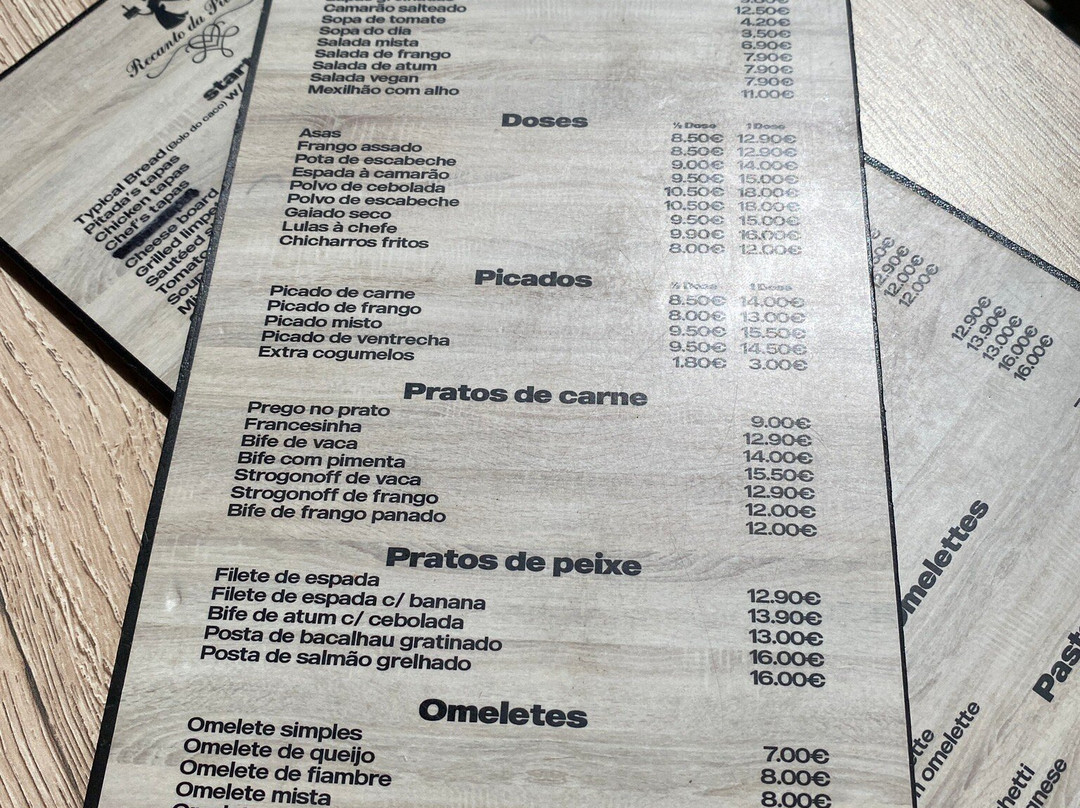 Recanto da
Typical Bread (Bolo do caco) w/
Pitada's tapas
Chicken tapas
Chef's tapas
Cheese board
Grilled
Sautéed
Tomato
Soup
Camarão salteado 12.50€
Sopa de tomate 4.20€
Sopa do dia 3.50€
Salada mista 6.90€
Salada de frango 7.90€
Salada de atum 7.90€
Salada vegan 7.90€
Mexilhão com alho 11.00€
Doses
½ Dose 1 Dose
Asas 8.50€ 12.90€
Frango assado 8.50€ 12.90€
Pota de escabeche 9.00€ 14.00€
Espada à camarão 9.50€ 15.00€
Polvo de cebolada 10.50€ 18.00€
Polvo de escabeche 10.50€ 18.00€
Gaiado seco 9.50€ 15.00€
Lulas à chefe 9.90€ 16.00€
Chicharros fritos 8.00€ 12.00€
Picados
½ Dose 1 Dose
Picado de carne 8.50€ 14.00€
Picado de frango 8.00€ 13.00€
Picado misto 9.50€ 15.50€
Picado de ventrecha 9.50€ 14.50€
Extra cogumelos 1.80€ 3.00€
Pratos de carne
Prego no prato 9.00€
Francesinha 12.90€
Bife de vaca 14.00€
Bife com pimenta 15.50€
Strogonoff de vaca 12.90€
Strogonoff de frango 12.00€
Bife de frango panado 12.00€
Pratos de peixe
Filete de espada 12.90€
Filete de espada c/ banana 13.90€
Bife de atum c/ cebolada 13.00€
Posta de bacalhau gratinado 16.00€
Posta de salmão grelhado 16.00€
Omeletes
Omelete simples 7.00€
Omelete de queijo 8.00€
Omelete de fiambre 8.00€
Omelete mista
12.90€
12.00€
12.00€
12.90€
13.90€
13.00€
16.00€
16.00€
melettes
omelette